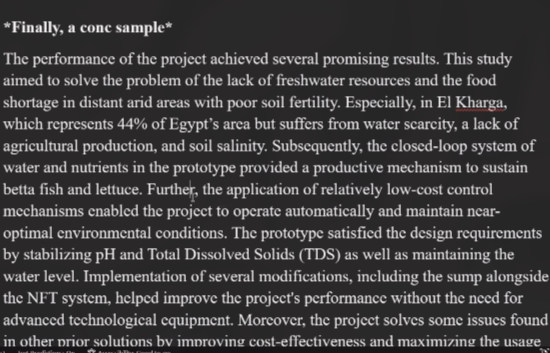 *Finally, a conc sample*
The performance of the project achieved several promising results. This study
aimed to solve the problem of the lack of freshwater resources and the food
shortage in distant arid areas with poor soil fertility. Especially, in El Kharga,
which represents 44% of Egypt's area but suffers from water scarcity, a lack of
agricultural production, and soil salinity. Subsequently, the closed-loop system of
water and nutrients in the prototype provided a productive mechanism to sustain
betta fish and lettuce. Further, the application of relatively low-cost control
mechanisms enabled the project to operate automatically and maintain near-
optimal environmental conditions. The prototype satisfied the design requirements
by stabilizing pH and Total Dissolved Solids (TDS) as well as maintaining the
water level. Implementation of several modifications, including the sump alongside
the NFT system, helped improve the project's performance without the need for
advanced technological equipment. Moreover, the project solves some issues found
in other prior solutions by improving cost-effectiveness and maximizing the usage